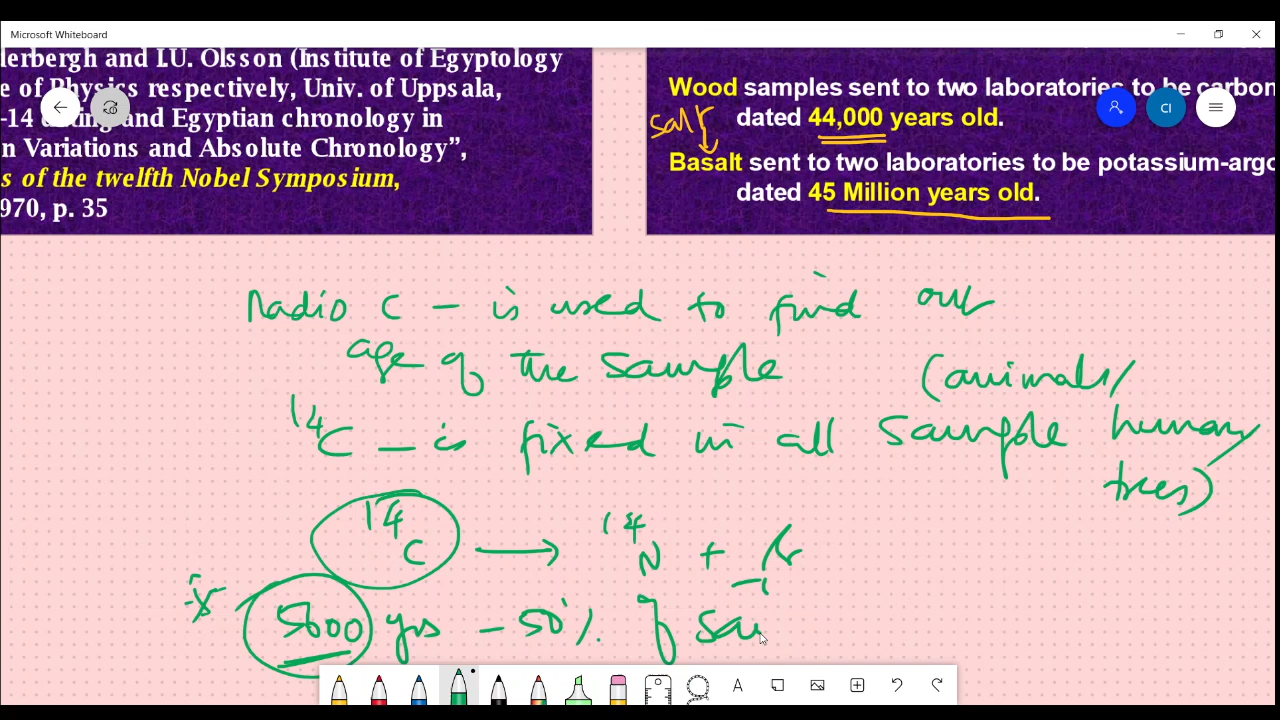 Microsoft Whiteboard
lerbergh and I.U. Olsson (Institute of Egyptology
e of Physics respectively, Univ. of Uppsala,
-14 dating and Egyptian chronology in
n Variations and Absolute Chronology”,
s of the twelfth Nobel Symposium,
970, p. 35
Wood samples sent to two laboratories to be carbon
dated 44,000 years old.
salt
Basalt sent to two laboratories to be potassium-argo
dated 45 Million years old.
CI
Radio C - is used to find out
age of the sample
14C - is fixed in all sample (animals/
human/
trees)
14C → 14N +
yrs - 50% of sam
A